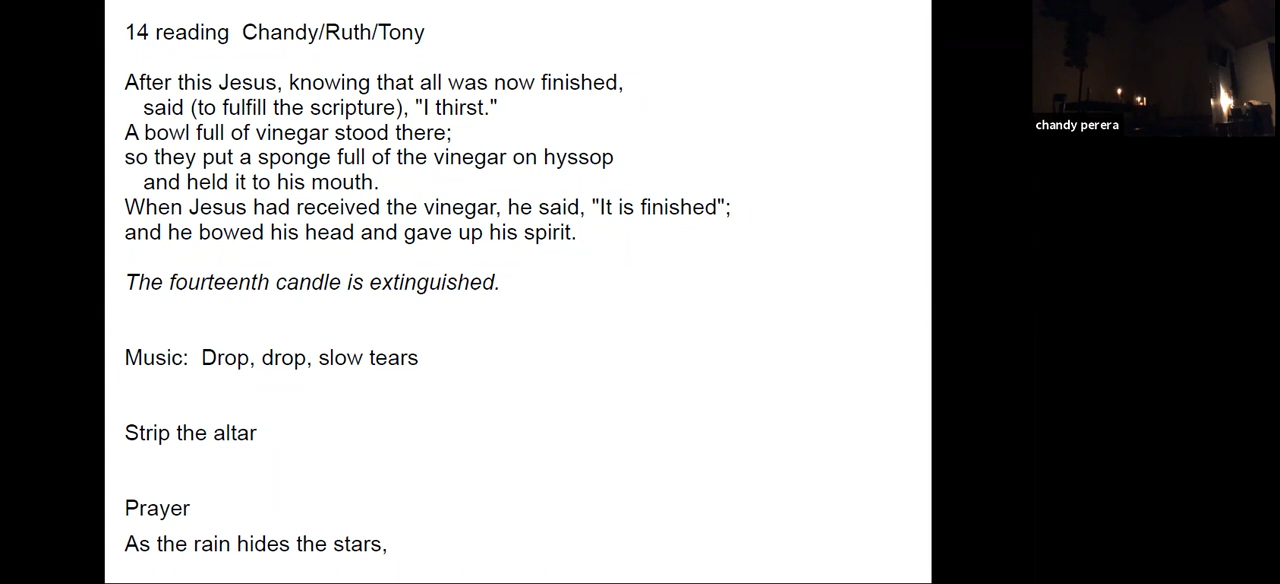 14 reading  Chandy/Ruth/Tony
After this Jesus, knowing that all was now finished,
said (to fulfill the scripture), "I thirst."
A bowl full of vinegar stood there;
so they put a sponge full of the vinegar on hyssop
and held it to his mouth.
When Jesus had received the vinegar, he said, "It is finished";
and he bowed his head and gave up his spirit.
The fourteenth candle is extinguished.
Music:  Drop, drop, slow tears
Strip the altar
Prayer
As the rain hides the stars,
chandy perera